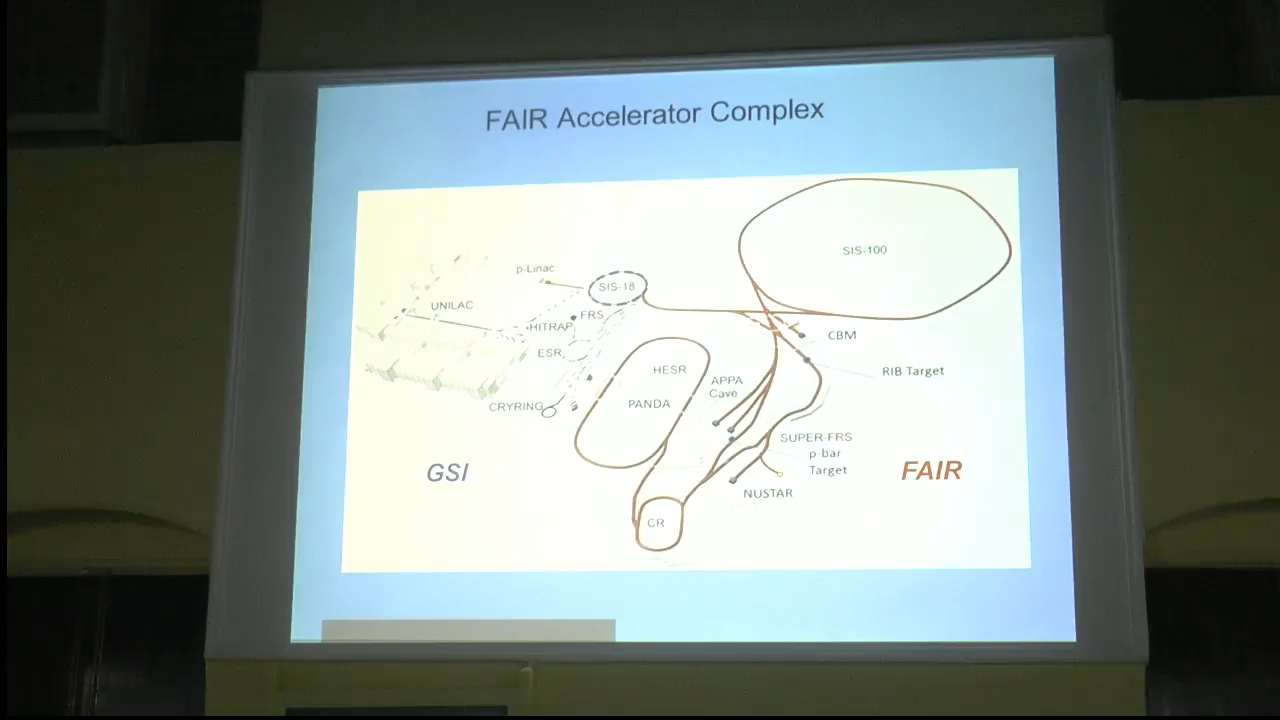 FAIR Accelerator Complex
SIS-100
p-Linac
SIS-18
UNILAC
FRS
HITRAP
CBM
ESR
HESR
RIB Target
APPA
Cave
CRYRING
PANDA
SUPER-FRS
p-bar
Target
GSI
FAIR
NUSTAR
CR